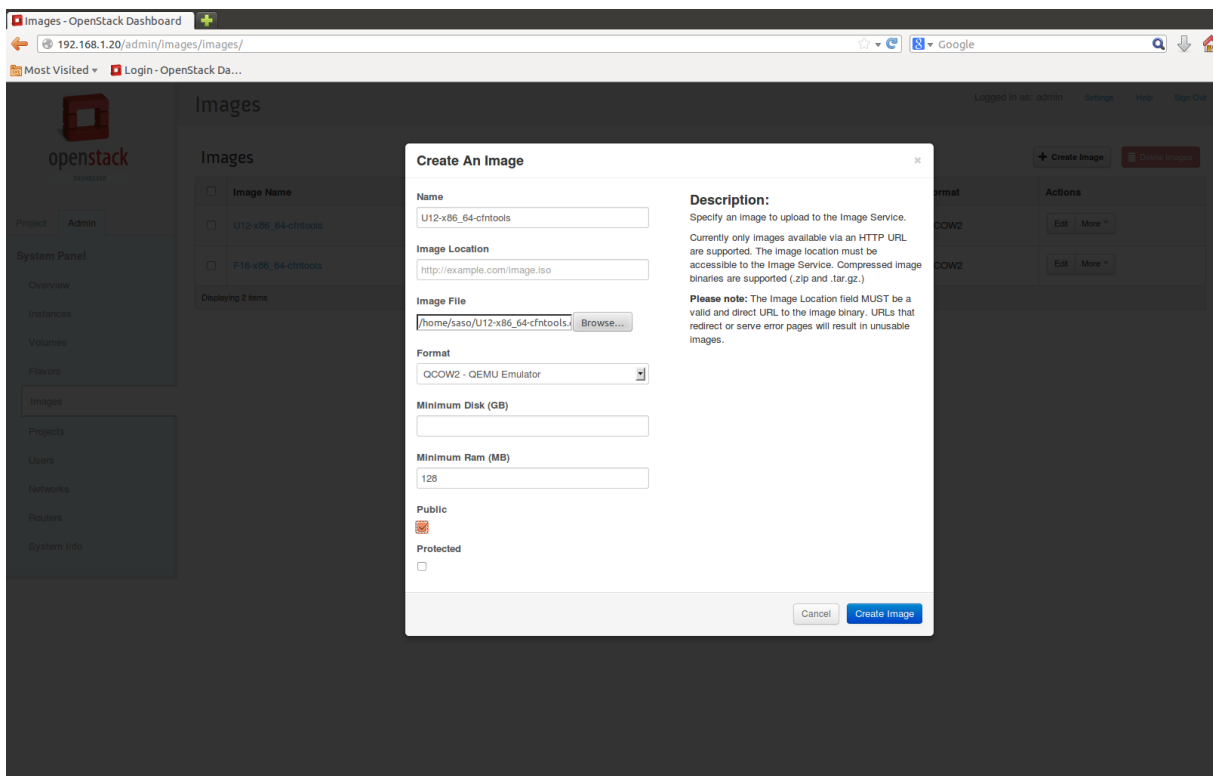 Images - OpenStack Dashboard
192.168.1.20/admin/images/images/
Google
Most Visited
Login - OpenStack Da...
openstack
DASHBOARD
Project
Admin
System Panel
Overview
Instances
Volumes
Flavors
Images
Projects
Users
Networks
Routers
System Info
Images
Logged in as: admin
Settings
Help
Sign Out
Images
Create Image
Delete Images
Image Name
ormat
Actions
U12-x86_64-cfntools
COW2
Edit
More
F16-x86_64-cfntools
COW2
Edit
More
Displaying 2 items
Create An Image
×
Name
U12-x86_64-cfntools
Image Location
http://example.com/image.iso
Image File
/home/saso/U12-x86_64-cfntools.
Browse...
Format
QCOW2 - QEMU Emulator
Minimum Disk (GB)
Minimum Ram (MB)
128
Public
Protected
Description:
Specify an image to upload to the Image Service.
Currently only images available via an HTTP URL
are supported. The image location must be
accessible to the Image Service. Compressed image
binaries are supported (.zip and .tar.gz.)
Please note: The Image Location field MUST be a
valid and direct URL to the image binary. URLs that
redirect or serve error pages will result in unusable
images.
Cancel
Create Image